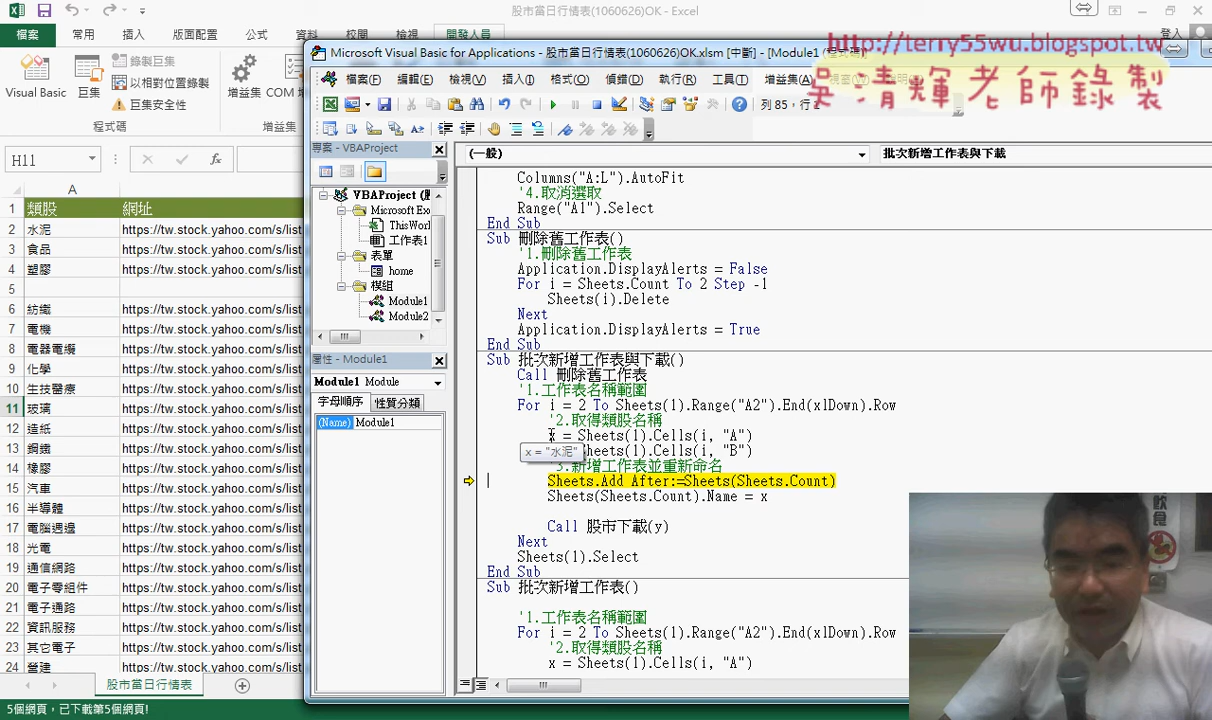 股市當日行情表(1060626)OK - Excel
檔案 常用 插入 版面配置 公式 資料 校閱 檢視 開發人員 登入
Visual Basic 巨集 錄製巨集 以相對位置錄製 巨集安全性 增益集 COM
程式碼 增益集
H11
A
1 類股 網址
2 水泥 https://tw.stock.yahoo.com/s/list
3 食品 https://tw.stock.yahoo.com/s/list
4 塑膠 https://tw.stock.yahoo.com/s/list
5
6 紡織 https://tw.stock.yahoo.com/s/list
7 電機 https://tw.stock.yahoo.com/s/list
8 電器電纜 https://tw.stock.yahoo.com/s/list
9 化學 https://tw.stock.yahoo.com/s/list
10 生技醫療 https://tw.stock.yahoo.com/s/list
11 玻璃 https://tw.stock.yahoo.com/s/list
12 造紙 https://tw.stock.yahoo.com/s/list
13 鋼鐵 https://tw.stock.yahoo.com/s/list
14 橡膠 https://tw.stock.yahoo.com/s/list
15 汽車 https://tw.stock.yahoo.com/s/list
16 半導體 https://tw.stock.yahoo.com/s/list
17 電腦週邊 https://tw.stock.yahoo.com/s/list
18 光電 https://tw.stock.yahoo.com/s/list
19 通信網路 https://tw.stock.yahoo.com/s/list
20 電子零組件 https://tw.stock.yahoo.com/s/list
21 電子通路 https://tw.stock.yahoo.com/s/list
22 資訊服務 https://tw.stock.yahoo.com/s/list
23 其它電子 https://tw.stock.yahoo.com/s/list
24 營建 https://tw.stock.yahoo.com/s/list
股市當日行情表
5個網頁，已下載第5個網頁!
Microsoft Visual Basic for Applications - 股市當日行情表(1060626)OK.xlsm [中斷] - [Module1 (程式碼)]
http://terry55wu.blogspot.tw
吳清輝老師錄製
檔案(F) 編輯(E) 檢視(V) 插入(I) 格式(O) 偵錯(D) 執行(R) 工具(T) 增益集(A)
列 85，行 1
專案 - VBAProject
VBAProject (股
Microsoft Exc
ThisWor
工作表1
表單
home
模組
Module1
Module2
屬性 - Module1
Module1 Module
字母順序 性質分類
(Name) Module1
(一般) 批次新增工作表與下載
Columns("A:L").AutoFit
'4.取消選取
Range("A1").Select
End Sub
Sub 刪除舊工作表()
'1.刪除舊工作表
Application.DisplayAlerts = False
For i = Sheets.Count To 2 Step -1
Sheets(i).Delete
Next
Application.DisplayAlerts = True
End Sub
Sub 批次新增工作表與下載()
Call 刪除舊工作表
'1.工作表名稱範圍
For i = 2 To Sheets(1).Range("A2").End(xlDown).Row
'2.取得類股名稱
x = Sheets(1).Cells(i, "A")
x = "水泥"
Sheets(1).Cells(i, "B")
3.新增工作表並重新命名
Sheets.Add After:=Sheets(Sheets.Count)
Sheets(Sheets.Count).Name = x
Call 股市下載(y)
Next
Sheets(1).Select
End Sub
Sub 批次新增工作表()
'1.工作表名稱範圍
For i = 2 To Sheets(1).Range("A2").End(xlDown).Row
'2.取得類股名稱
x = Sheets(1).Cells(i, "A")
飲食